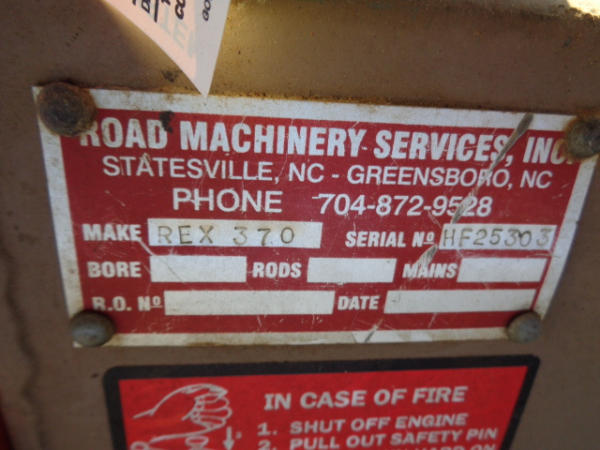 ROAD MACHINERY SERVICES, INC.
STATESVILLE, NC - GREENSBORO, NC
PHONE 704-872-9528
MAKE REX 370 SERIAL Nº HF25303
BORE RODS MAINS
R.O. Nº DATE
IN CASE OF FIRE
1. SHUT OFF ENGINE
2. PULL OUT SAFETY PIN